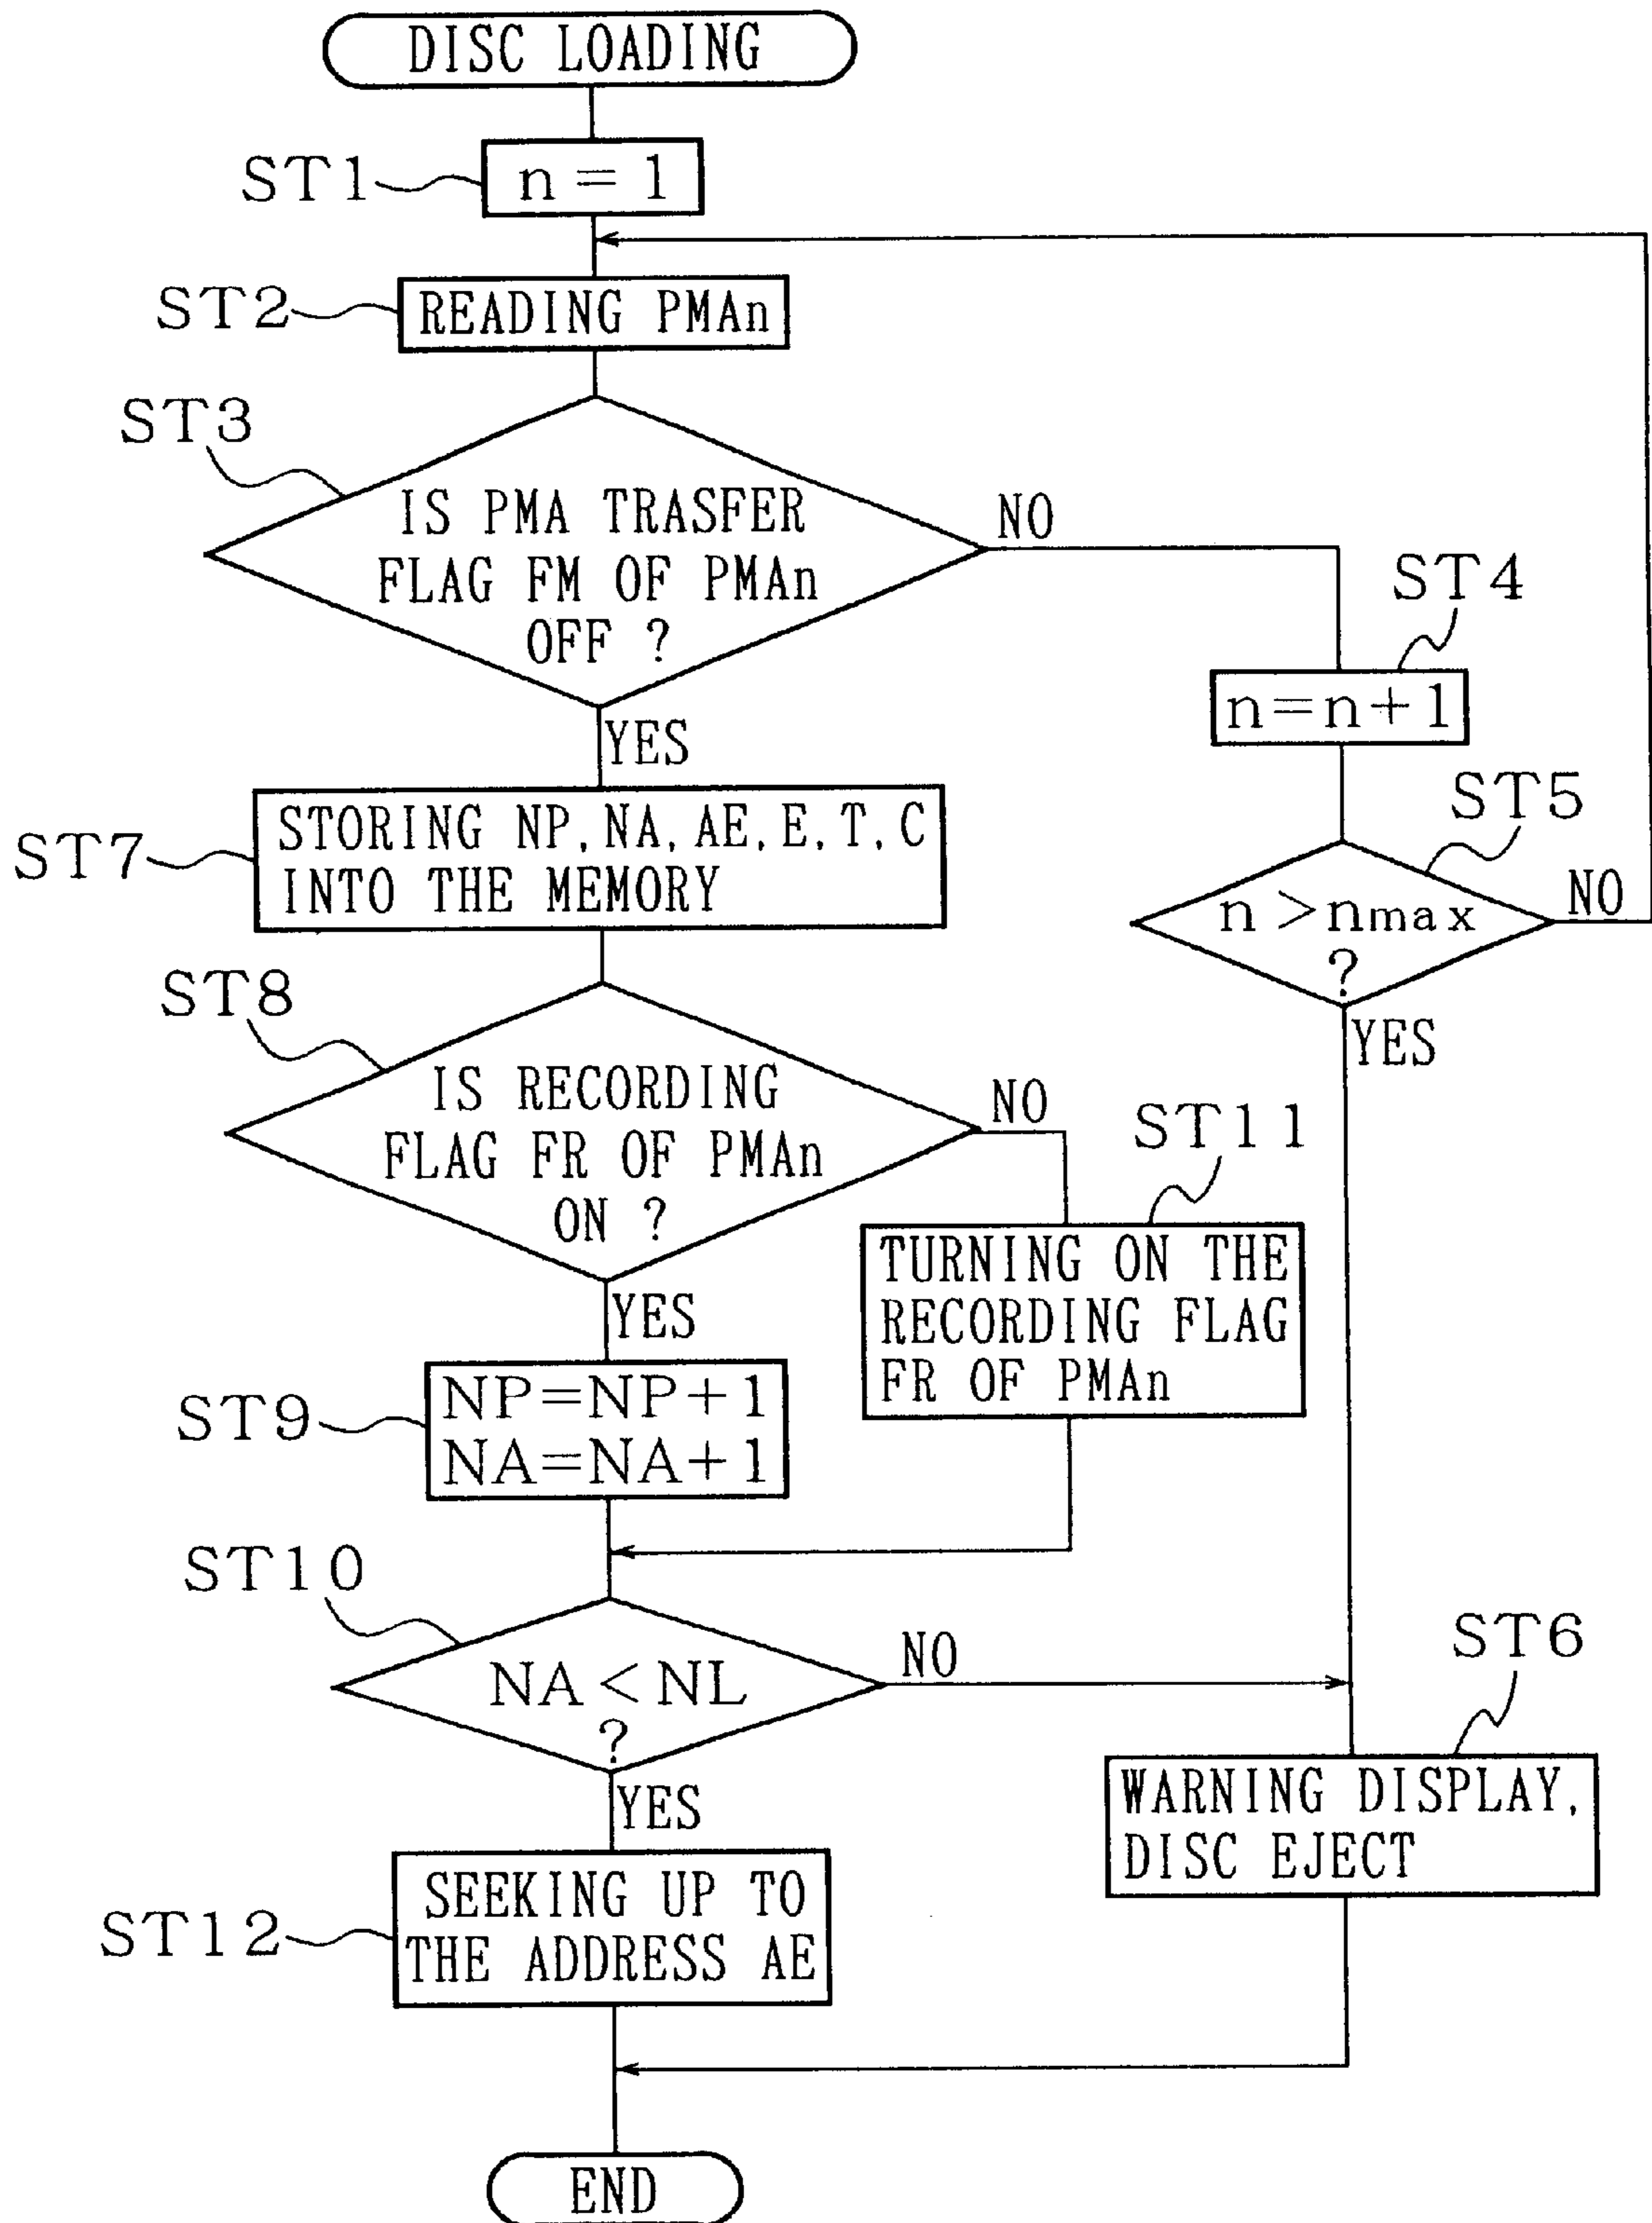 DISC LOADING
ST1
n = 1
ST2
READING PMAn
ST3
IS PMA TRASFER
FLAG FM OF PMAn
OFF ?
NO
YES
ST4
n=n+1
ST5
n >nmax
?
NO
YES
ST7
STORING NP, NA, AE, E, T, C
INTO THE MEMORY
ST8
IS RECORDING
FLAG FR OF PMAn
ON ?
NO
YES
ST11
TURNING ON THE
RECORDING FLAG
FR OF PMAn
ST9
NP=NP+1
NA=NA+1
ST10
NA < NL
?
NO
YES
ST6
WARNING DISPLAY,
DISC EJECT
ST12
SEEKING UP TO
THE ADDRESS AE
END